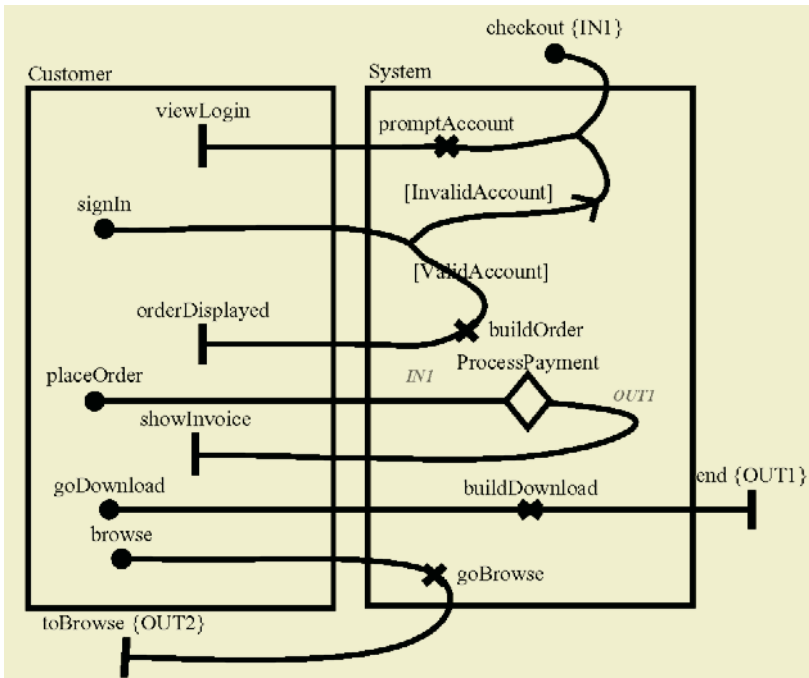 checkout {IN1}
Customer
System
viewLogin
promptAccount
[InvalidAccount]
signIn
[ValidAccount]
orderDisplayed
buildOrder
ProcessPayment
placeOrder
IN1
OUT1
showInvoice
end {OUT1}
goDownload
buildDownload
browse
goBrowse
toBrowse {OUT2}